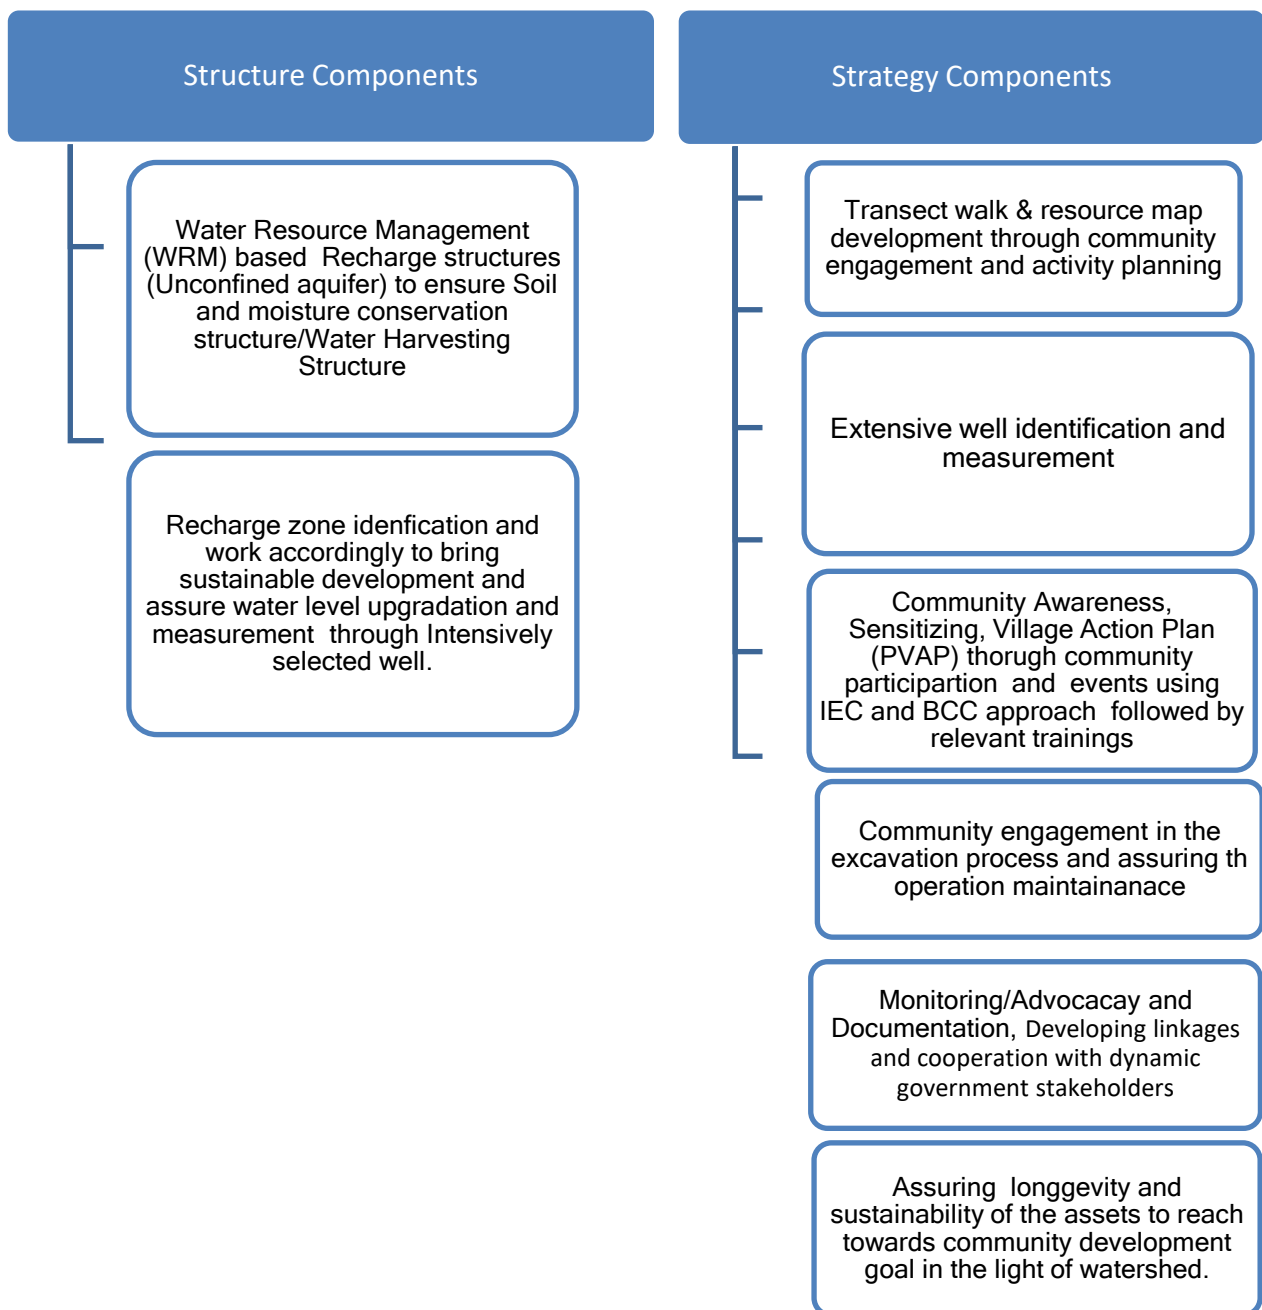 Structure Components
Water Resource Management
(WRM) based Recharge structures
(Unconfined aquifer) to ensure Soil
and moisture conservation
structure/Water Harvesting
Structure
Recharge zone idenfication and
work accordingly to bring
sustainable development and
assure water level upgradation and
measurement through Intensively
selected well.
Strategy Components
Transect walk & resource map
development through community
engagement and activity planning
Extensive well identification and
measurement
Community Awareness,
Sensitizing, Village Action Plan
(PVAP) thorugh community
participartion and events using
IEC and BCC approach followed by
relevant trainings
Community engagement in the
excavation process and assuring th
operation maintainanace
Monitoring/Advocacay and
Documentation, Developing linkages
and cooperation with dynamic
government stakeholders
Assuring longgevity and
sustainability of the assets to reach
towards community development
goal in the light of watershed.